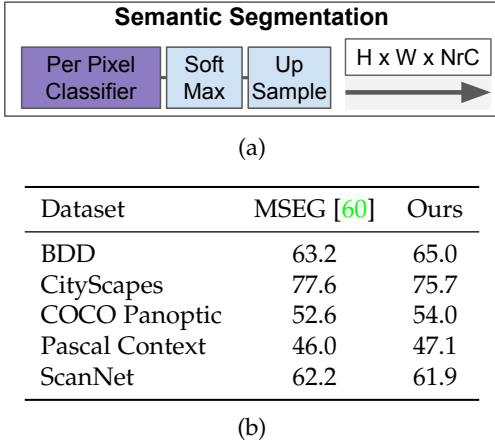 Semantic Segmentation
Per Pixel Classifier Soft Max Up Sample H x W x NrC
(a)
Dataset MSEG [60] Ours
BDD 63.2 65.0
CityScapes 77.6 75.7
COCO Panoptic 52.6 54.0
Pascal Context 46.0 47.1
ScanNet 62.2 61.9
(b)